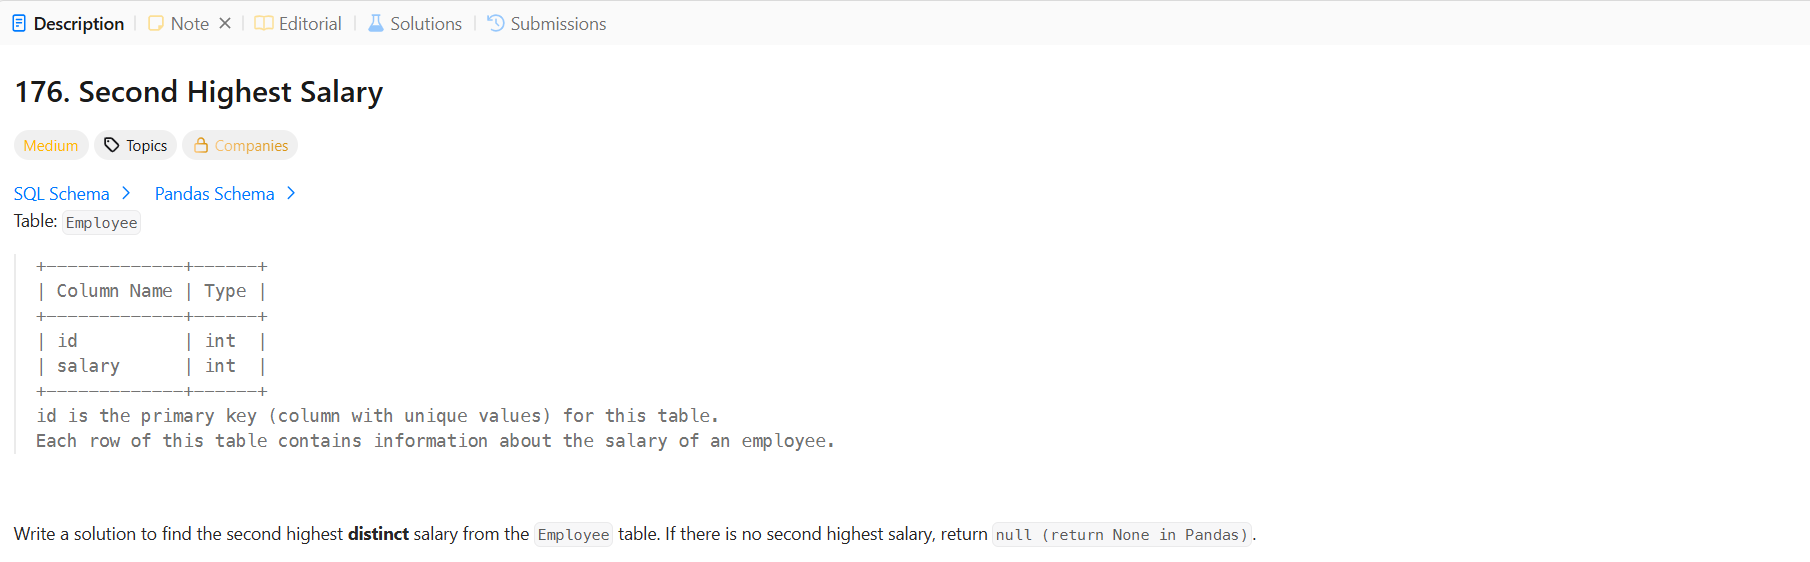 Description | Note × | Editorial | Solutions | Submissions
176. Second Highest Salary
Medium Topics Companies
SQL Schema > Pandas Schema >
Table: Employee
+-------------+------+
| Column Name | Type |
+-------------+------+
| id          | int  |
| salary      | int  |
+-------------+------+
id is the primary key (column with unique values) for this table.
Each row of this table contains information about the salary of an employee.
Write a solution to find the second highest distinct salary from the Employee table. If there is no second highest salary, return null (return None in Pandas).